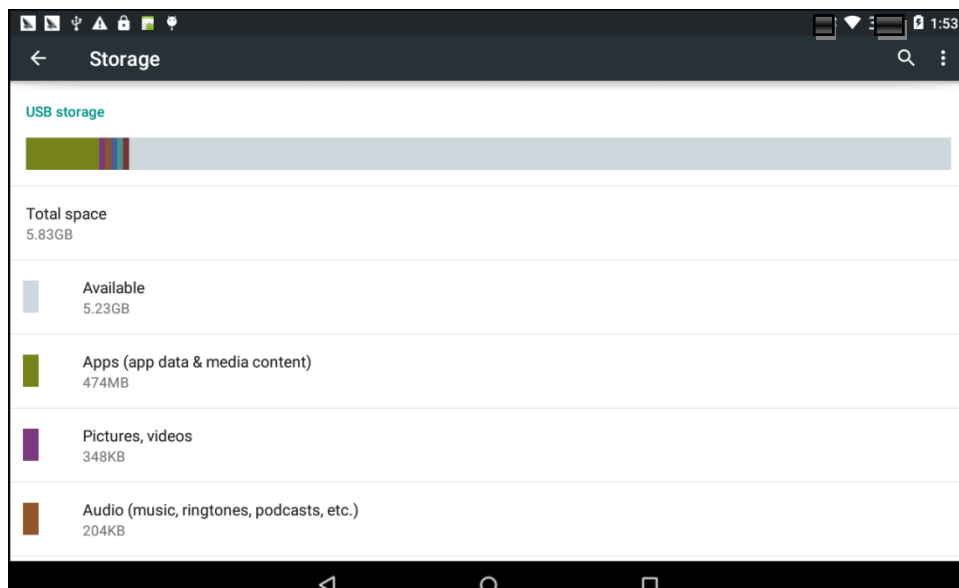 1:53
Storage
USB storage
Total space
5.83GB
Available
5.23GB
Apps (app data & media content)
474MB
Pictures, videos
348KB
Audio (music, ringtones, podcasts, etc.)
204KB